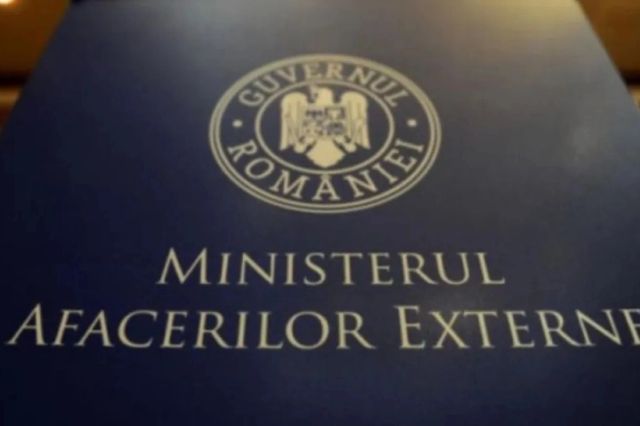 GUVERNUL
ROMÂNIEI
MINISTERUL
AFACERILOR EXTERNE